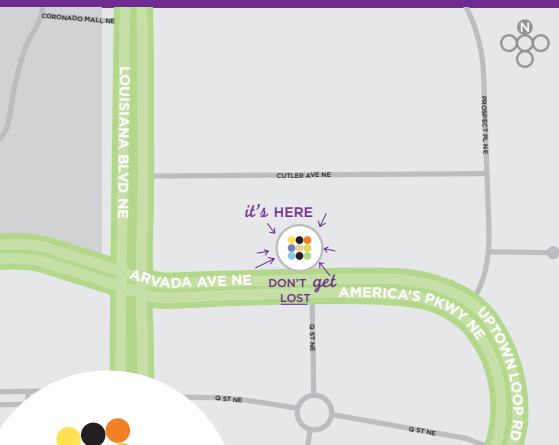 CORONADO MALL NE
N
LOUISIANA BLVD NE
PROSPECT PL NE
CUTLER AVE NE
it's HERE
ARVADA AVE NE
DON'T get
LOST
AMERICA'S PKWY NE
UPTOWN LOOP RD
Q ST NE
Q ST NE
Q ST NE